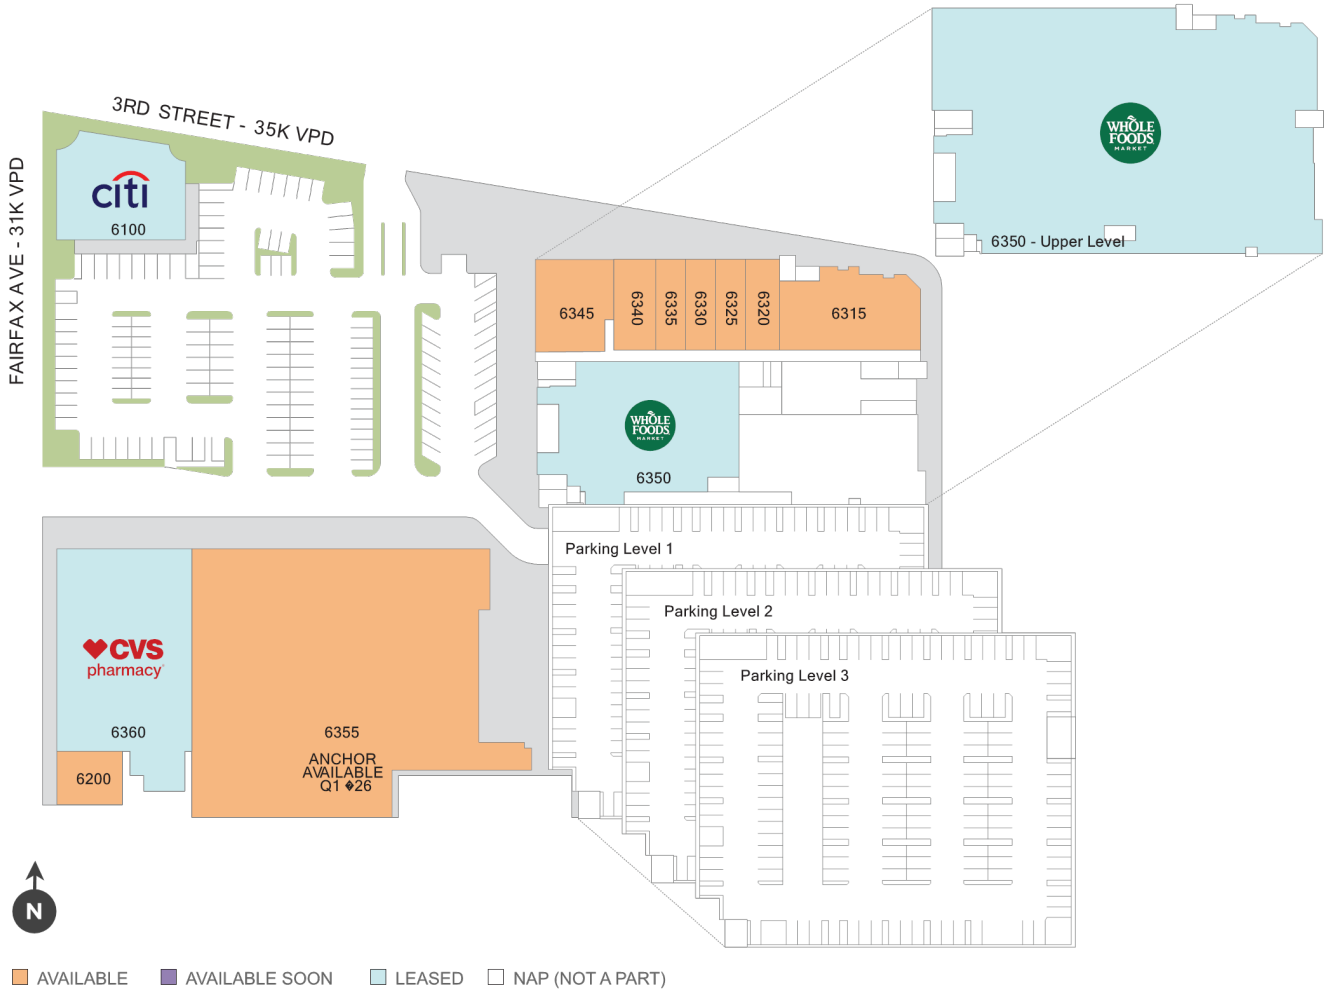 3RD STREET - 35K VPD
FAIRFAX AVE - 31K VPD
citi
6100
WHOLE
FOODS
MARKET
6350 - Upper Level
6345
6340
6335
6330
6325
6320
6315
WHOLE
FOODS
MARKET
6350
Parking Level 1
Parking Level 2
Parking Level 3
CVS
pharmacy
6360
6200
6355
ANCHOR
AVAILABLE
Q1 �26
N
AVAILABLE
AVAILABLE SOON
LEASED
NAP (NOT A PART)